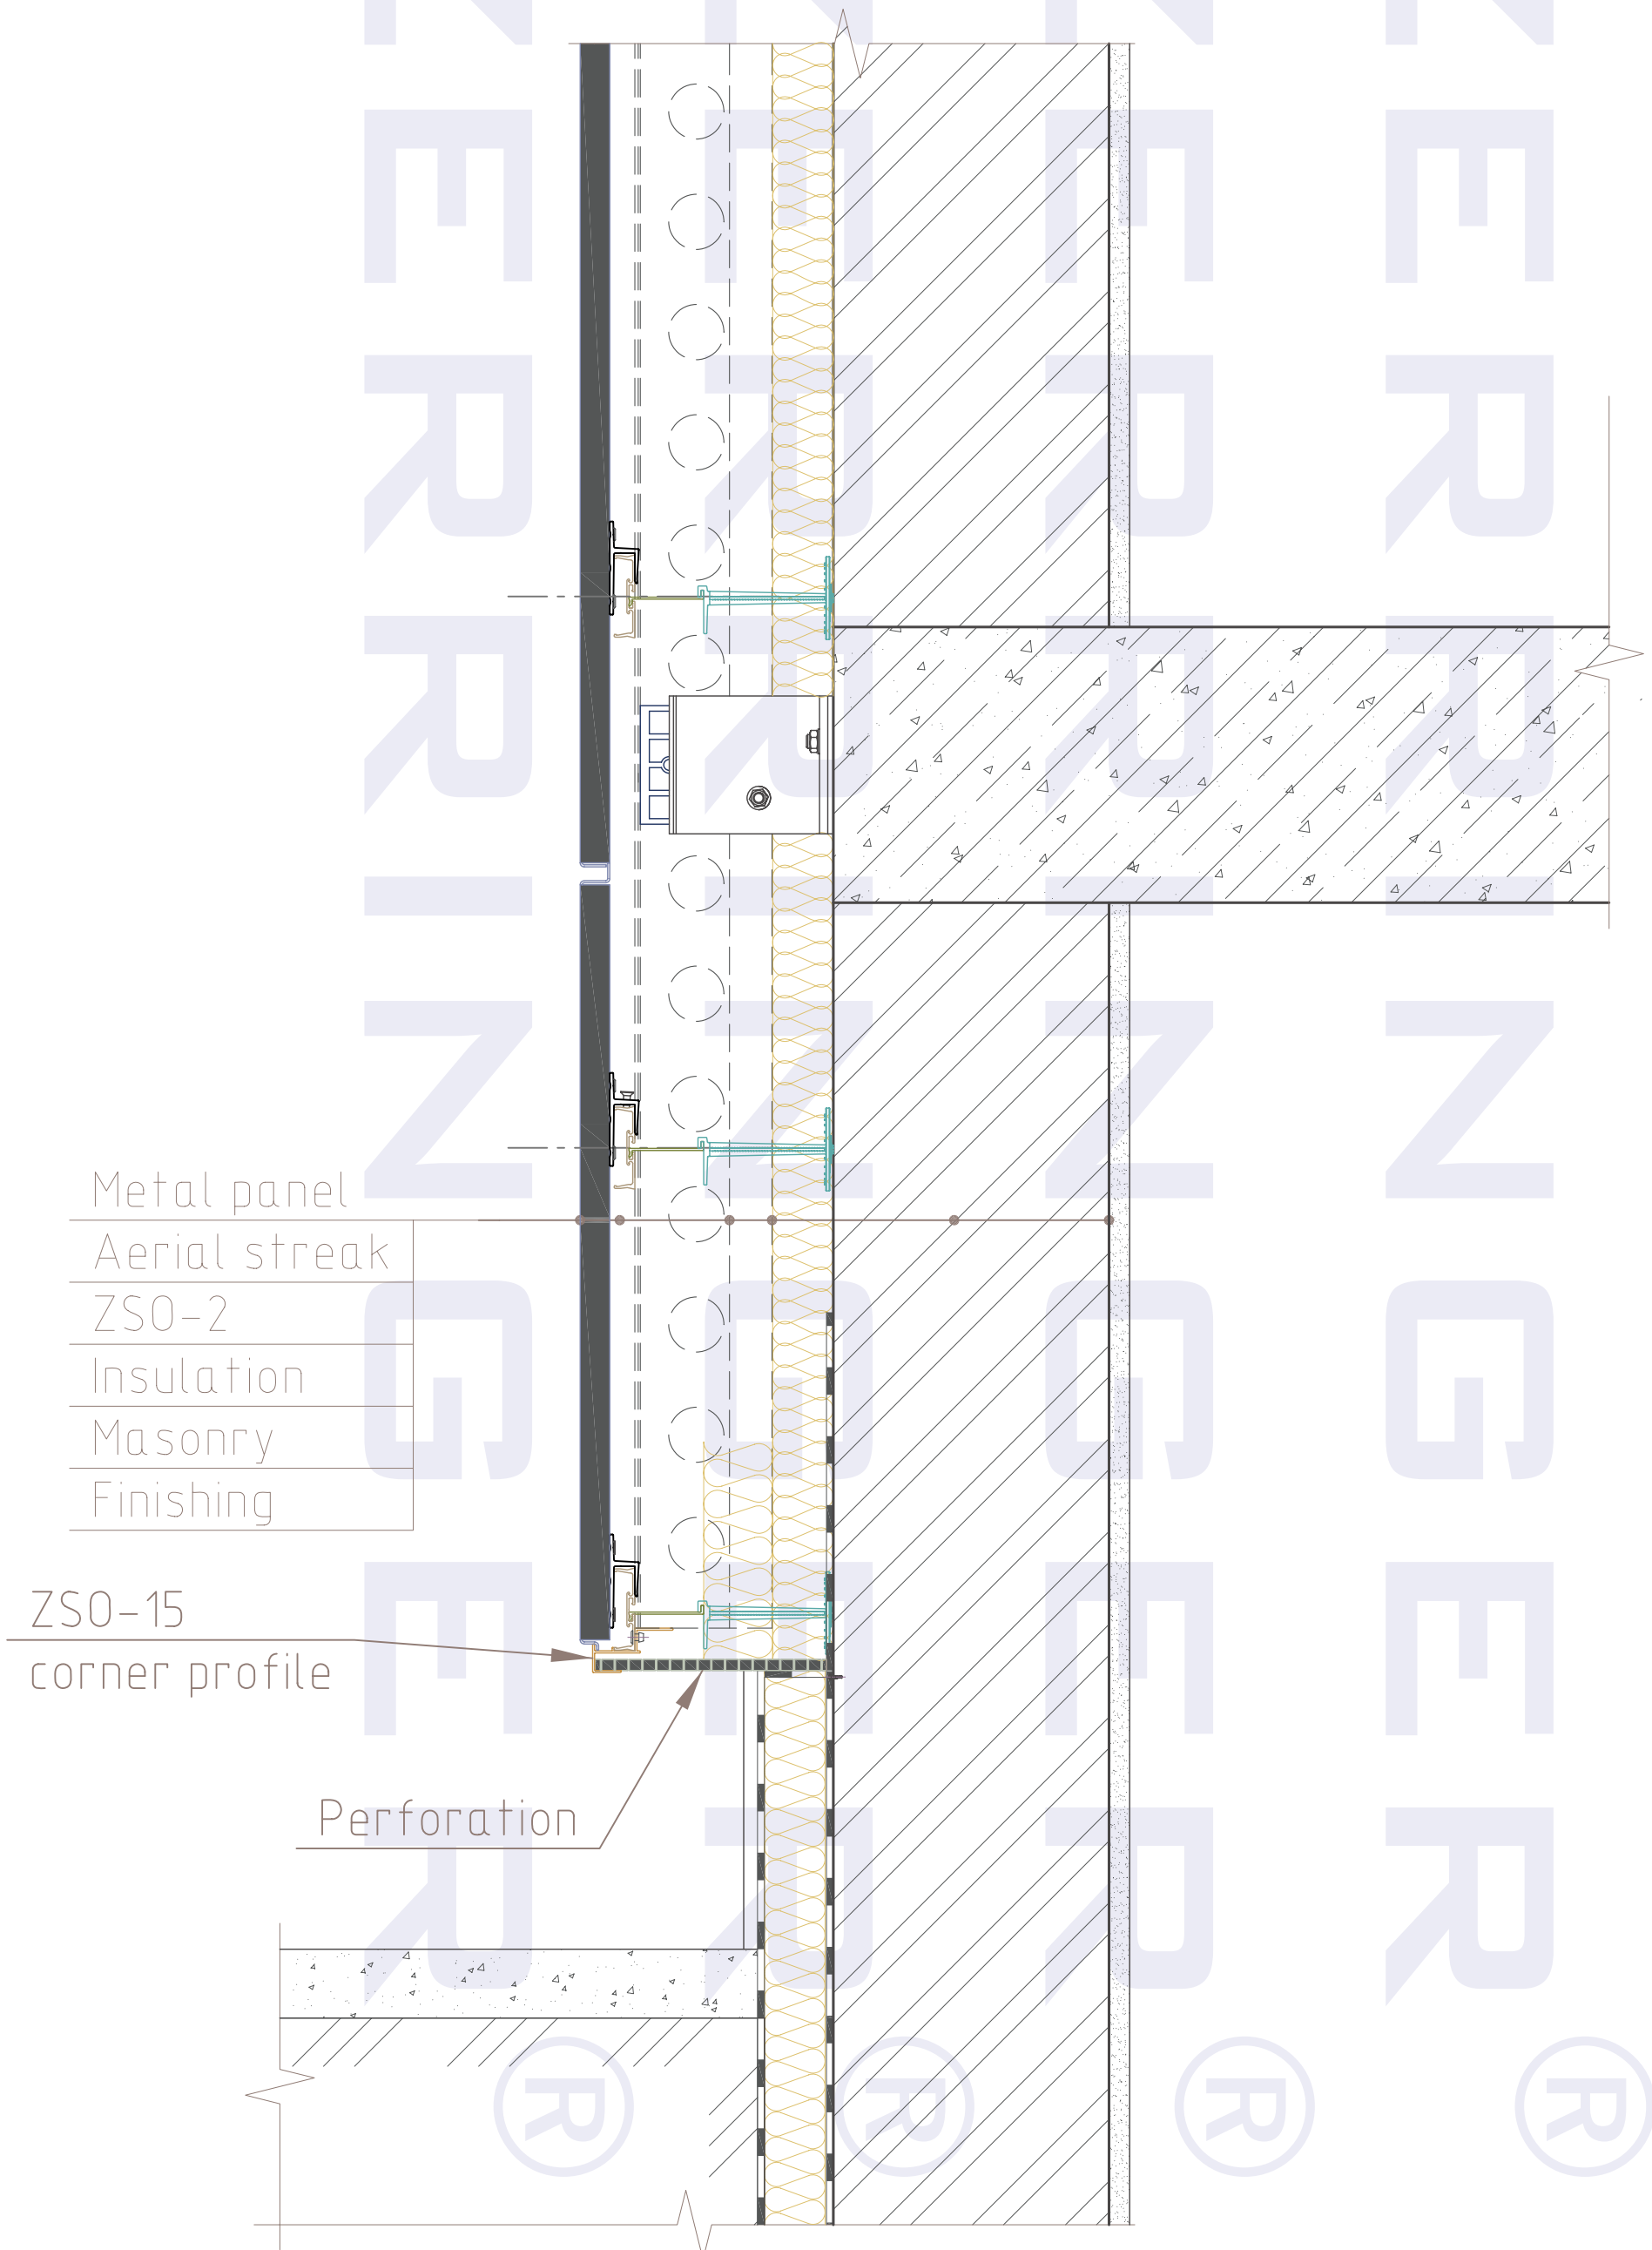 Metal panel
Aerial streak
ZSO-2
Insulation
Masonry
Finishing
ZSO-15
corner profile
Perforation